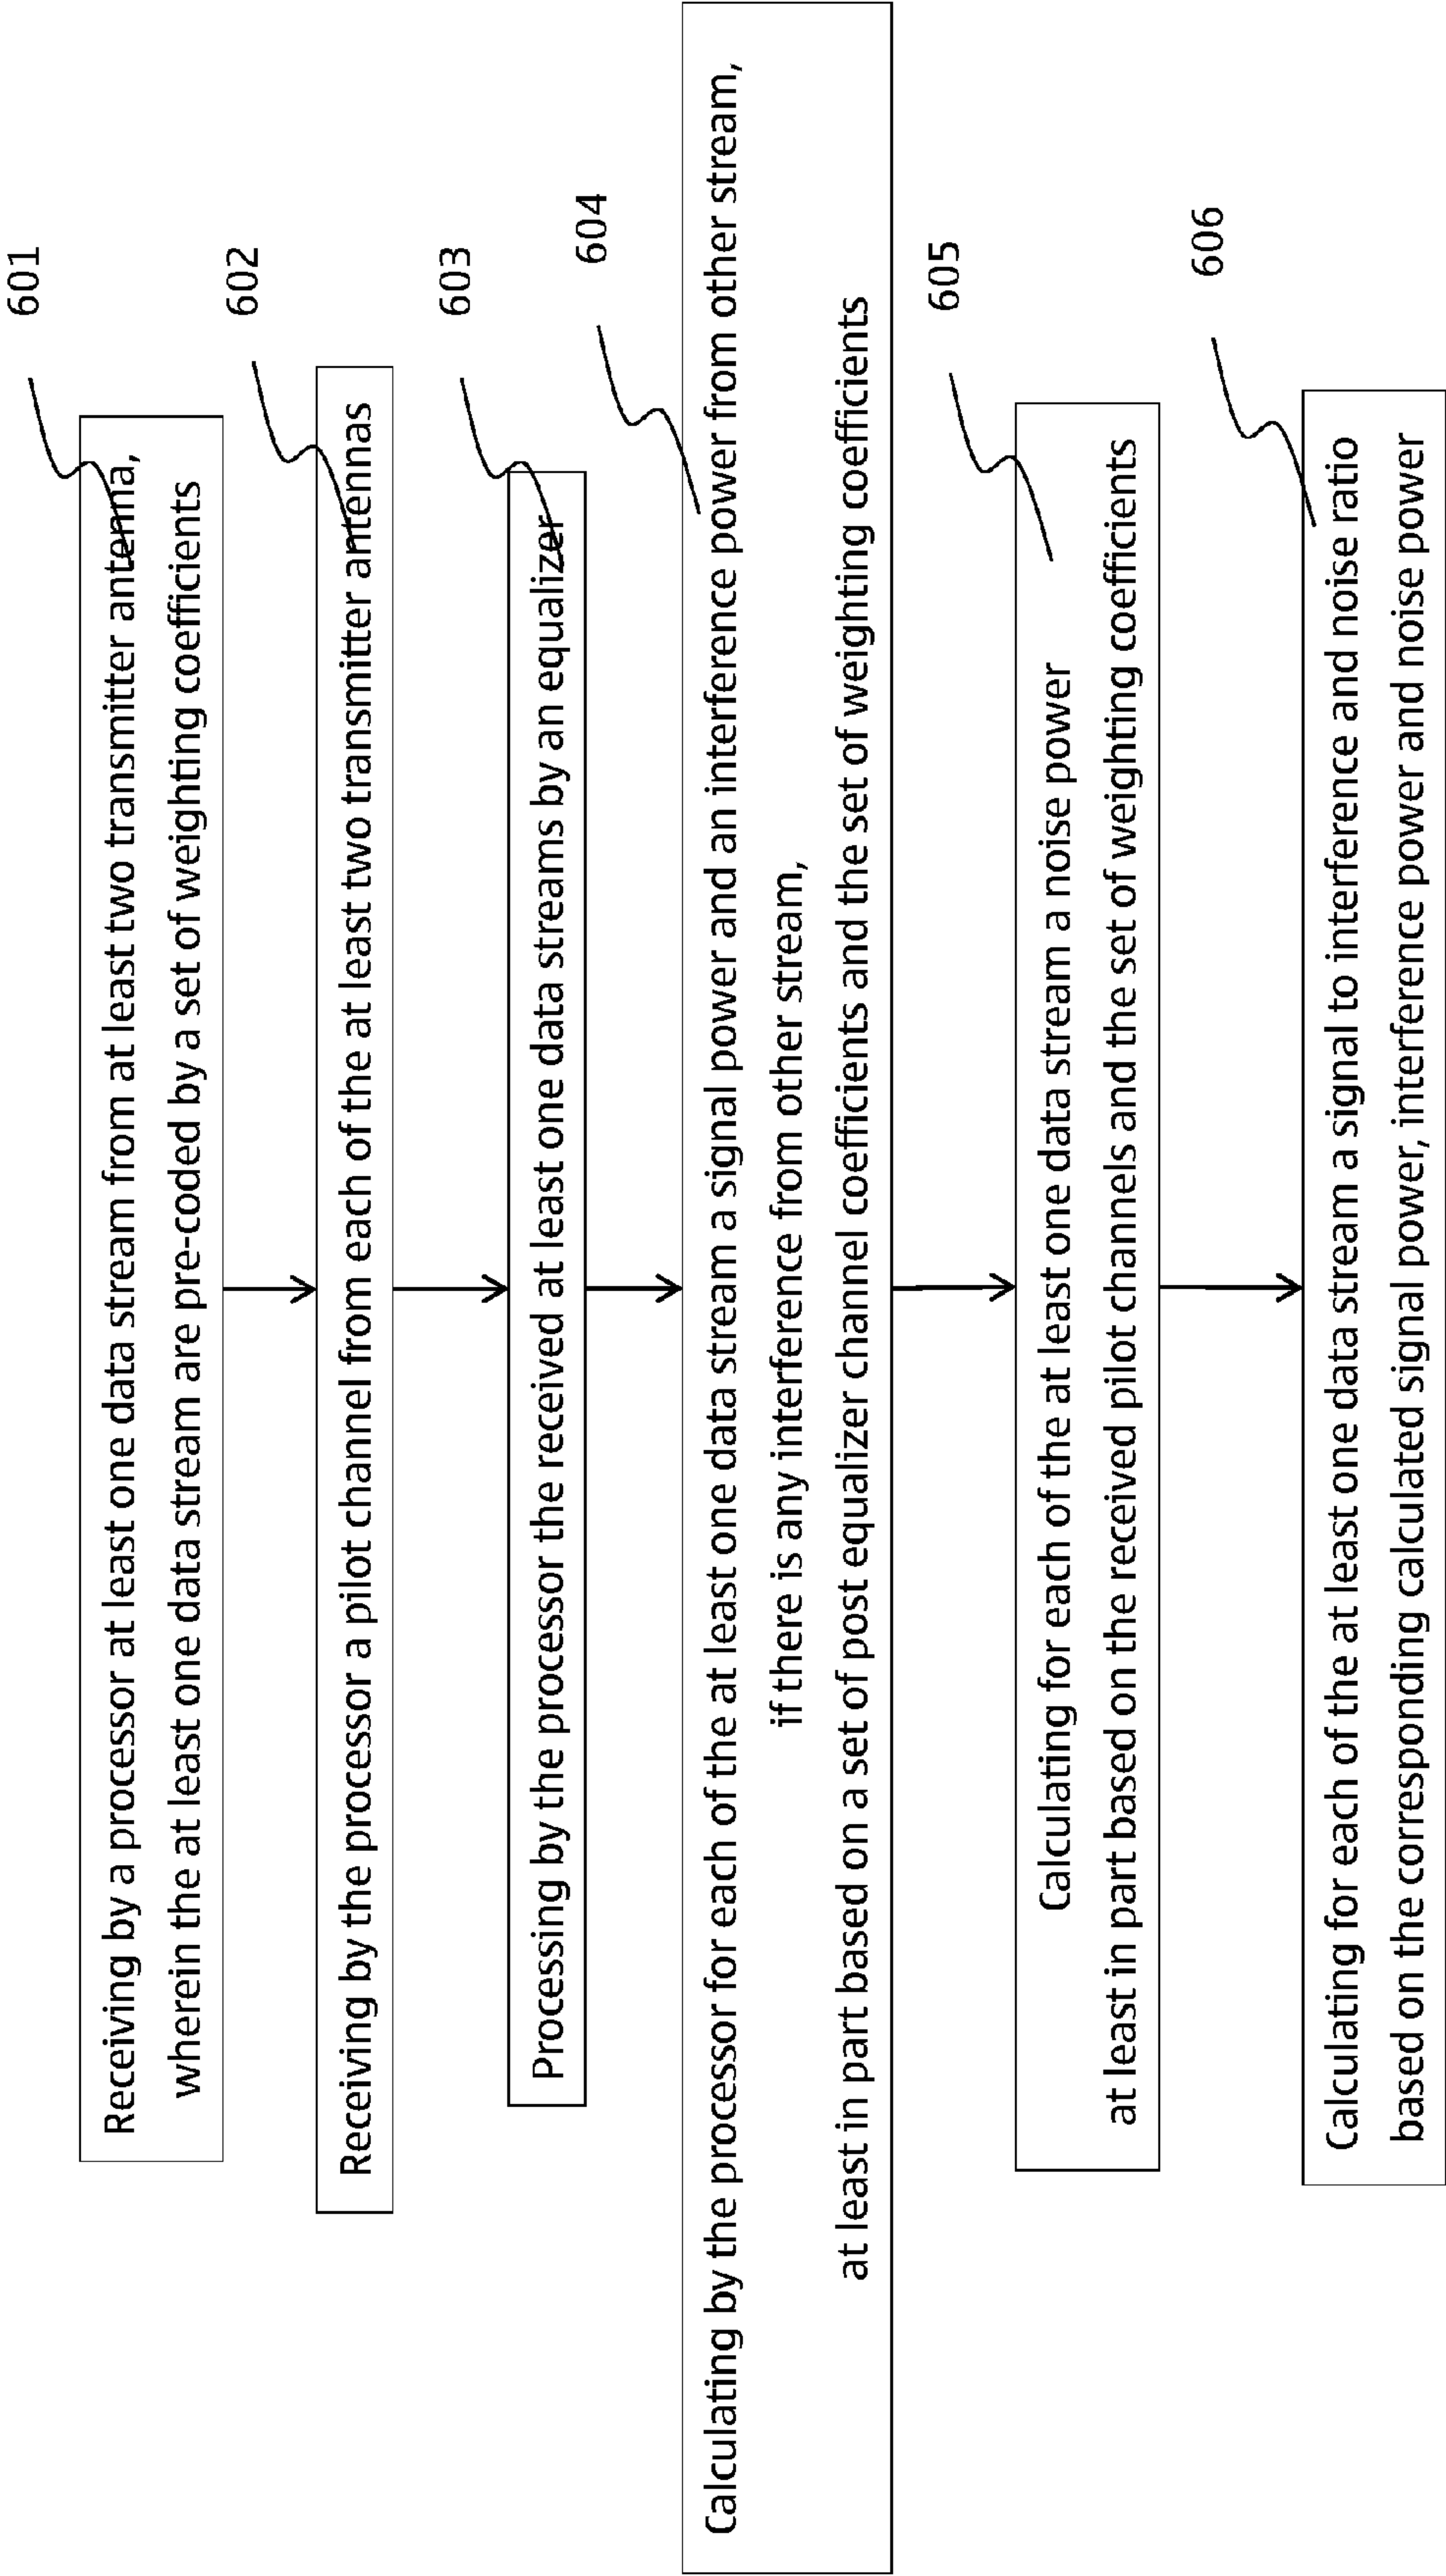 601
Receiving by a processor at least one data stream from at least two transmitter antenna,
wherein the at least one data stream are pre-coded by a set of weighting coefficients
602
Receiving by the processor a pilot channel from each of the at least two transmitter antennas
603
Processing by the processor the received at least one data streams by an equalizer
604
Calculating by the processor for each of the at least one data stream a signal power and an interference power from other stream,
if there is any interference from other stream,
at least in part based on a set of post equalizer channel coefficients and the set of weighting coefficients
605
Calculating for each of the at least one data stream a noise power
at least in part based on the received pilot channels and the set of weighting coefficients
606
Calculating for each of the at least one data stream a signal to interference and noise ratio
based on the corresponding calculated signal power, interference power and noise power